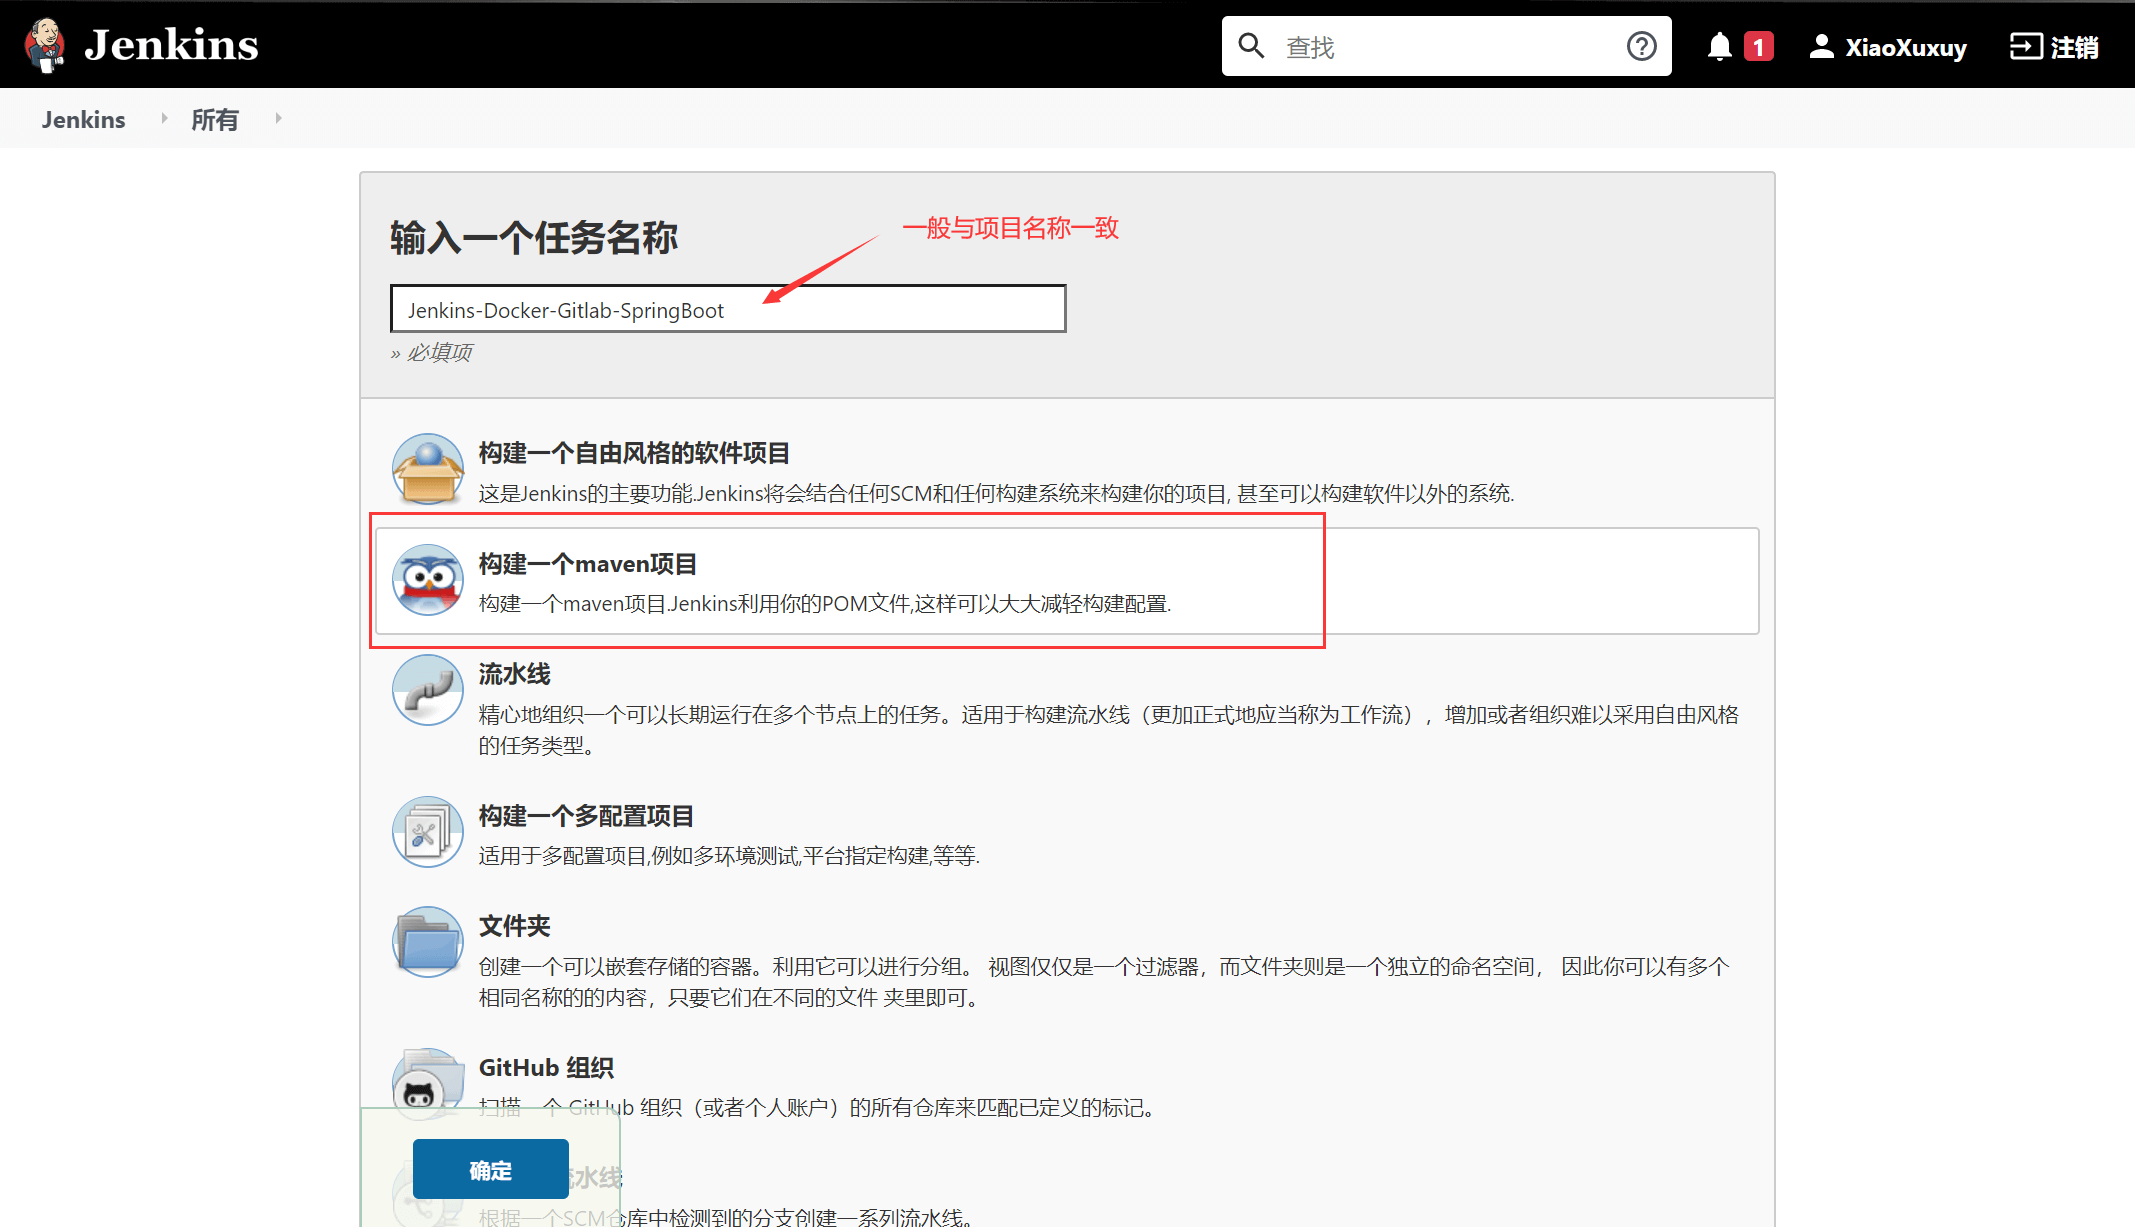 Jenkins
查找
1
XiaoXuxuy
注销
Jenkins
所有
输入一个任务名称
一般与项目名称一致
Jenkins-Docker-Gitlab-SpringBoot
» 必填项
构建一个自由风格的软件项目
这是Jenkins的主要功能.Jenkins将会结合任何SCM和任何构建系统来构建你的项目, 甚至可以构建软件以外的系统.
构建一个maven项目
构建一个maven项目.Jenkins利用你的POM文件,这样可以大大减轻构建配置.
流水线
精心地组织一个可以长期运行在多个节点上的任务。适用于构建流水线（更加正式地应当称为工作流），增加或者组织难以采用自由风格
的任务类型。
构建一个多配置项目
适用于多配置项目,例如多环境测试,平台指定构建,等等.
文件夹
创建一个可以嵌套存储的容器。利用它可以进行分组。 视图仅仅是一个过滤器，而文件夹则是一个独立的命名空间， 因此你可以有多个
相同名称的的内容，只要它们在不同的文件 夹里即可。
GitHub 组织
扫描一个 GitHub 组织（或者个人账户）的所有仓库来匹配已定义的标记。
确定
流水线
根据一个SCM仓库中检测到的分支创建一系列流水线。